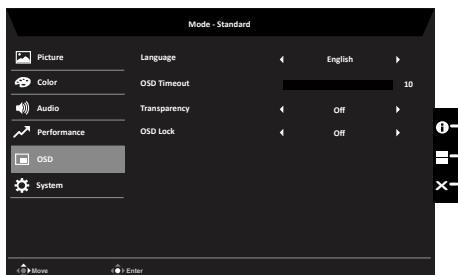 Mode - Standard
Picture
Language
English
Color
OSD Timeout
10
Audio
Transparency
Off
Performance
OSD Lock
Off
OSD
System
Move
Enter